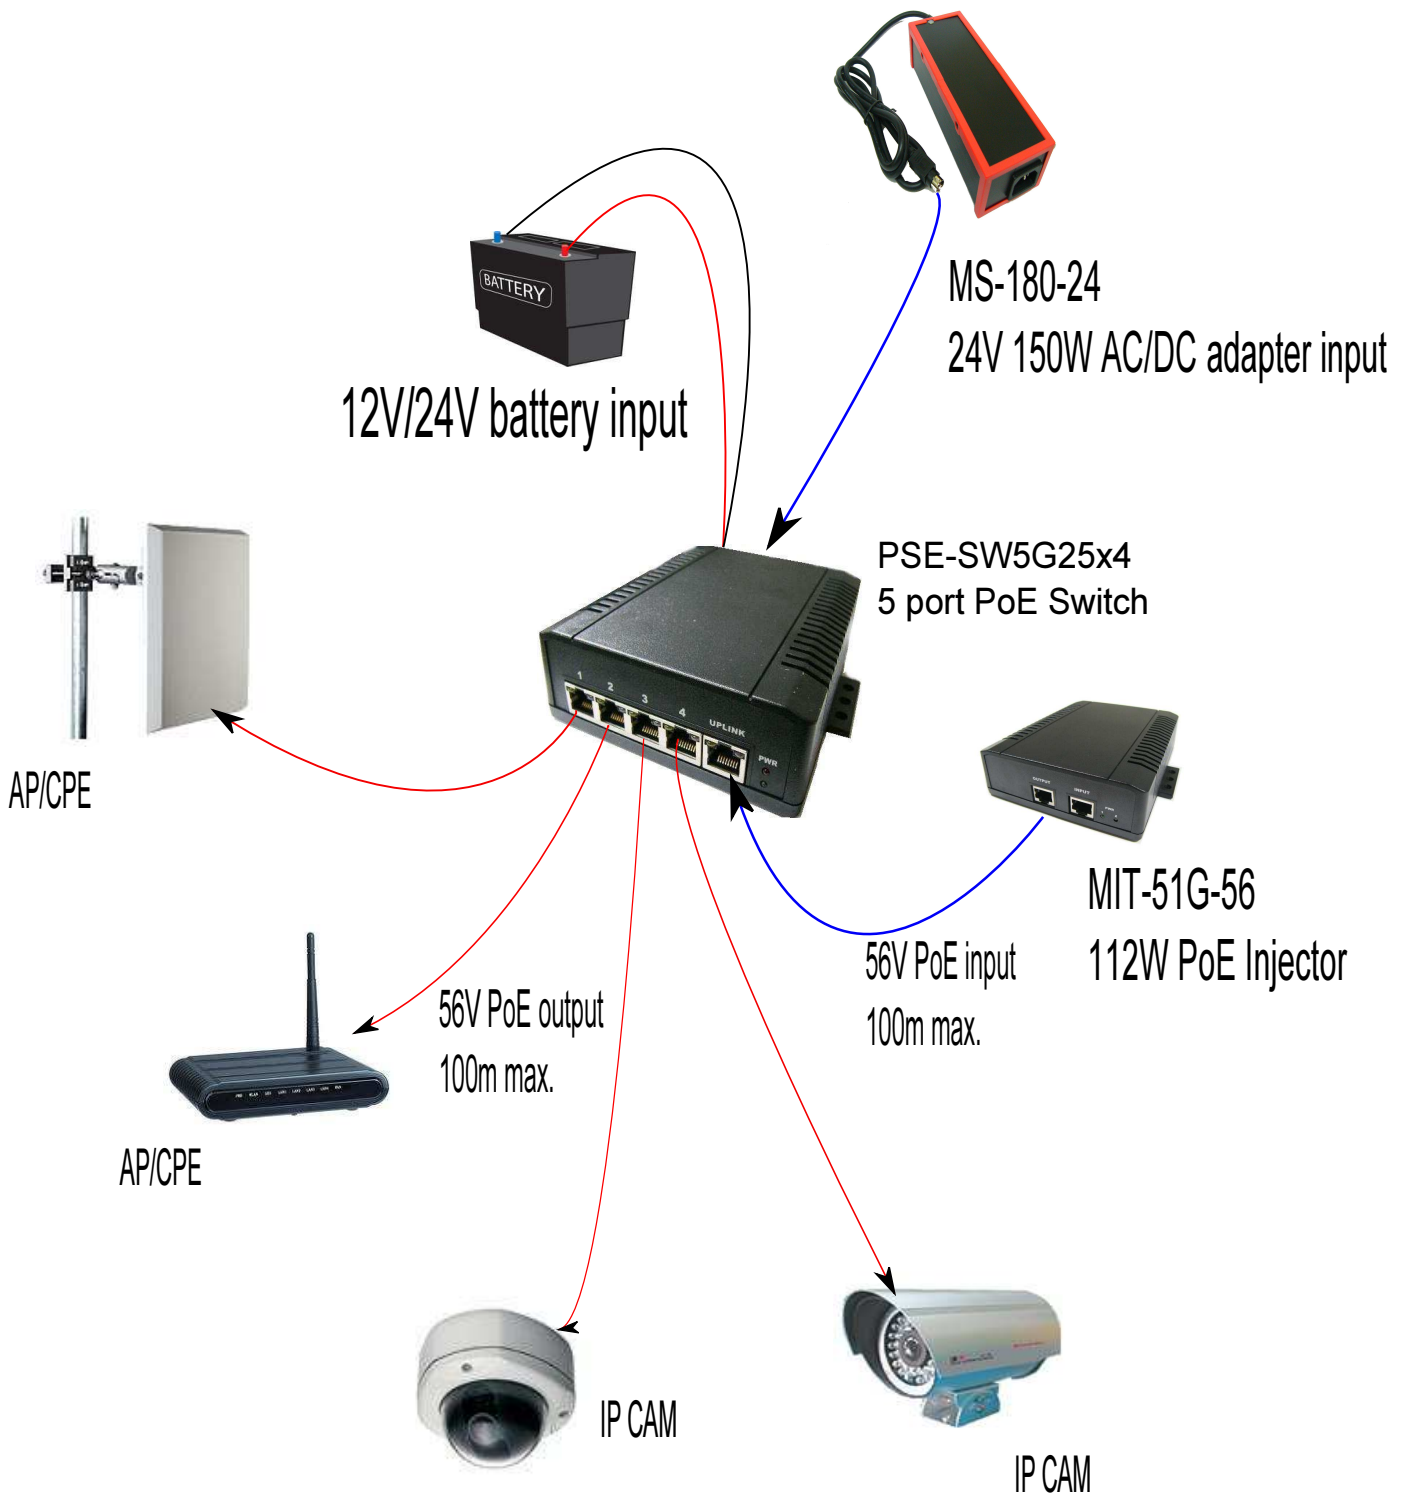 BATTERY
MS-180-24
24V 150W AC/DC adapter input
12V/24V battery input
PSE-SW5G25x4
5 port PoE Switch
1
2
3
4
UPLINK
PWR
OUTPUT
INPUT
AP/CPE
MIT-51G-56
112W PoE Injector
56V PoE input
100m max.
56V PoE output
100m max.
AP/CPE
IP CAM
IP CAM